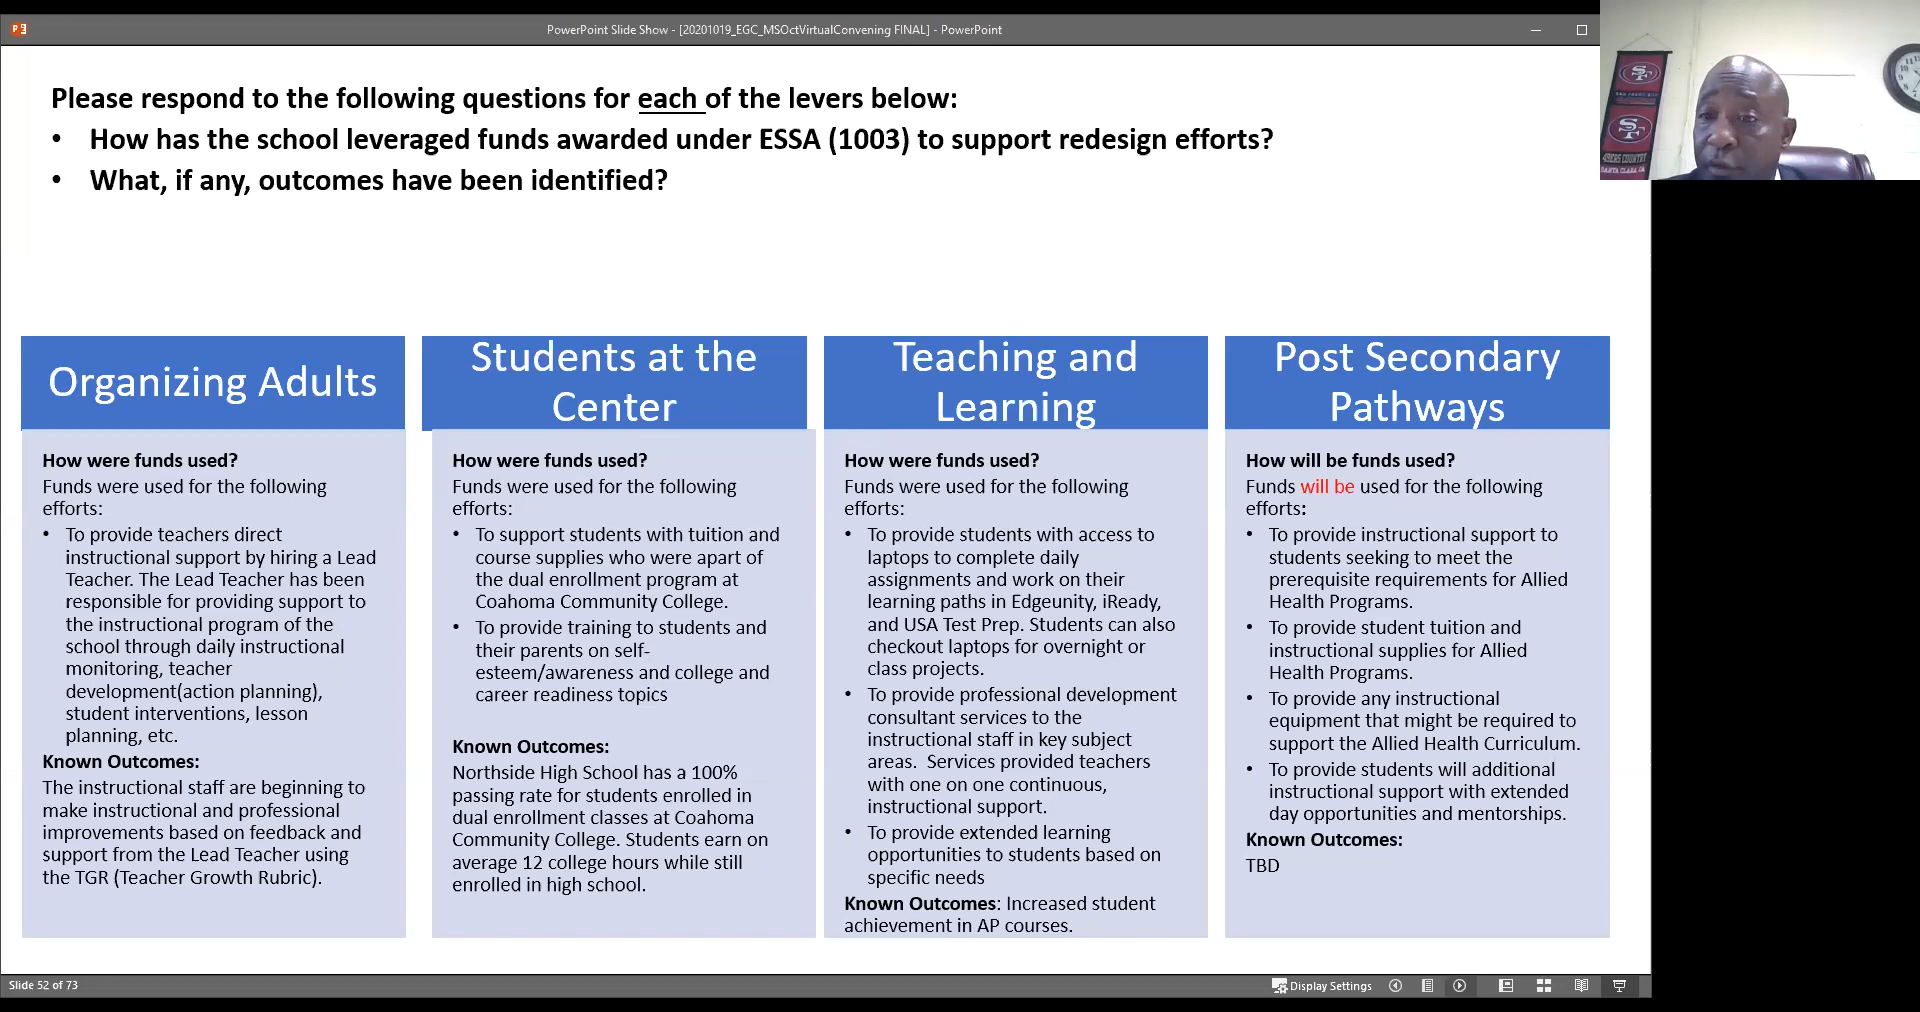 PowerPoint Slide Show - [20201019_EGC_MSOctVirtualConvening FINAL] - PowerPoint
Please respond to the following questions for each of the levers below:
• How has the school leveraged funds awarded under ESSA (1003) to support redesign efforts?
• What, if any, outcomes have been identified?
Organizing Adults
How were funds used?
Funds were used for the following
efforts:
• To provide teachers direct
instructional support by hiring a Lead
Teacher. The Lead Teacher has been
responsible for providing support to
the instructional program of the
school through daily instructional
monitoring, teacher
development(action planning),
student interventions, lesson
planning, etc.
Known Outcomes:
The instructional staff are beginning to
make instructional and professional
improvements based on feedback and
support from the Lead Teacher using
the TGR (Teacher Growth Rubric).
Students at the
Center
How were funds used?
Funds were used for the following
efforts:
• To support students with tuition and
course supplies who were apart of
the dual enrollment program at
Coahoma Community College.
• To provide training to students and
their parents on self-
esteem/awareness and college and
career readiness topics
Known Outcomes:
Northside High School has a 100%
passing rate for students enrolled in
dual enrollment classes at Coahoma
Community College. Students earn on
average 12 college hours while still
enrolled in high school.
Teaching and
Learning
How were funds used?
Funds were used for the following
efforts:
• To provide students with access to
laptops to complete daily
assignments and work on their
learning paths in Edgeunity, iReady,
and USA Test Prep. Students can also
checkout laptops for overnight or
class projects.
• To provide professional development
consultant services to the
instructional staff in key subject
areas. Services provided teachers
with one on one continuous,
instructional support.
• To provide extended learning
opportunities to students based on
specific needs
Known Outcomes: Increased student
achievement in AP courses.
Post Secondary
Pathways
How will be funds used?
Funds will be used for the following
efforts:
• To provide instructional support to
students seeking to meet the
prerequisite requirements for Allied
Health Programs.
• To provide student tuition and
instructional supplies for Allied
Health Programs.
• To provide any instructional
equipment that might be required to
support the Allied Health Curriculum.
• To provide students will additional
instructional support with extended
day opportunities and mentorships.
Known Outcomes:
TBD
Slide 52 of 73
Display Settings
SF
SF
49ERS COUNTRY
SANTA CLARA CA